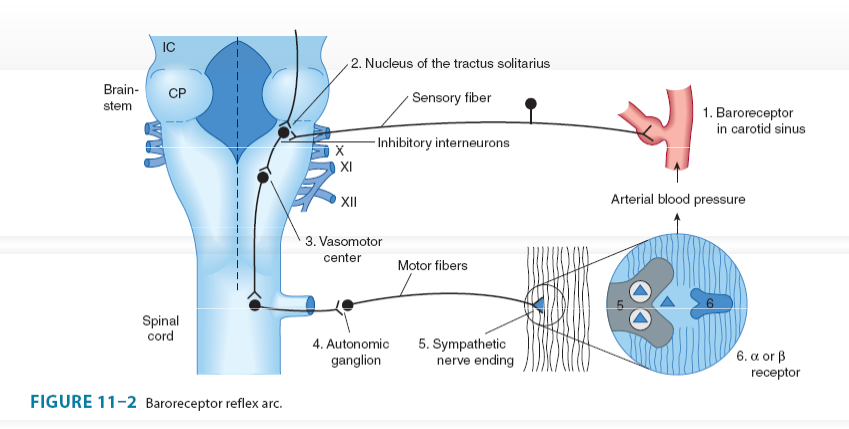 IC
2. Nucleus of the tractus solitarius
Brain-
stem
CP
Sensory fiber
1. Baroreceptor
in carotid sinus
Inhibitory interneurons
X
XI
XII
Arterial blood pressure
3. Vasomotor
center
Motor fibers
5
6
Spinal
cord
4. Autonomic
ganglion
5. Sympathetic
nerve ending
6. α or β
receptor
FIGURE 11–2 Baroreceptor reflex arc.